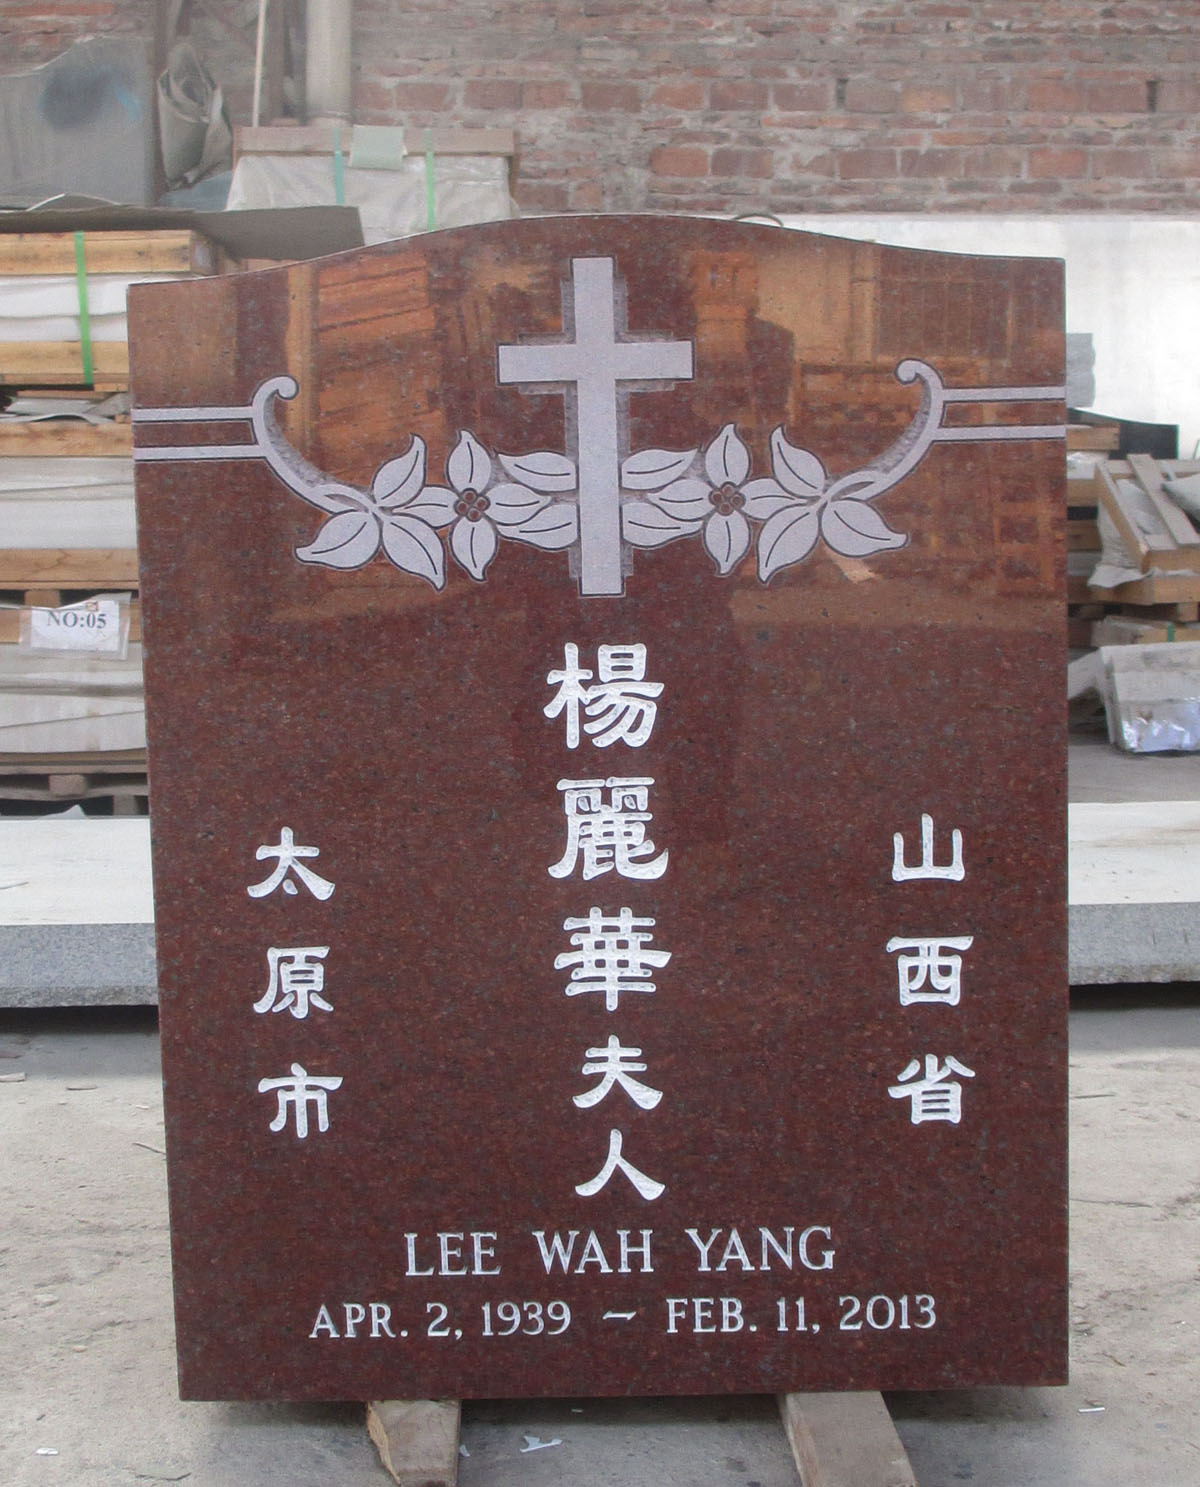 山西省
楊麗華夫人
太原市
LEE WAH YANG
APR. 2, 1939 ~ FEB. 11, 2013
NO:05